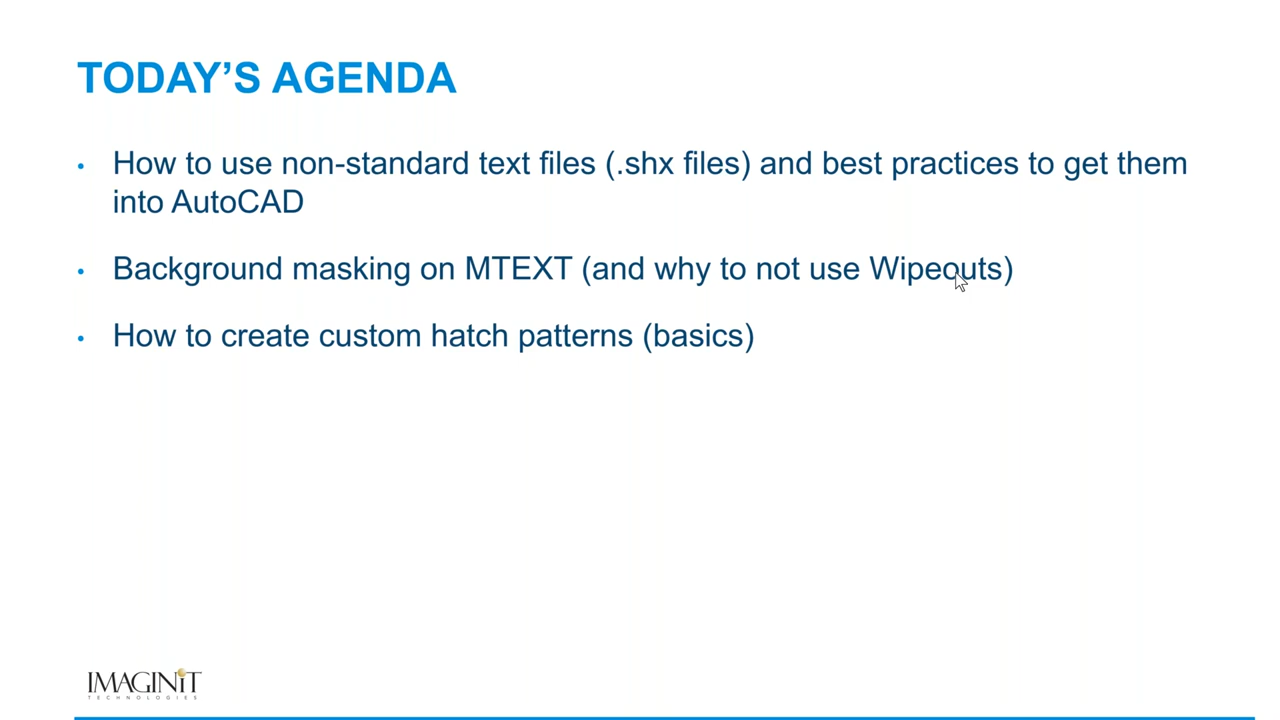 TODAY’S AGENDA
• How to use non-standard text files (.shx files) and best practices to get them
into AutoCAD
• Background masking on MTEXT (and why to not use Wipeouts)
• How to create custom hatch patterns (basics)
IMAGINiT
TECHNOLOGIES